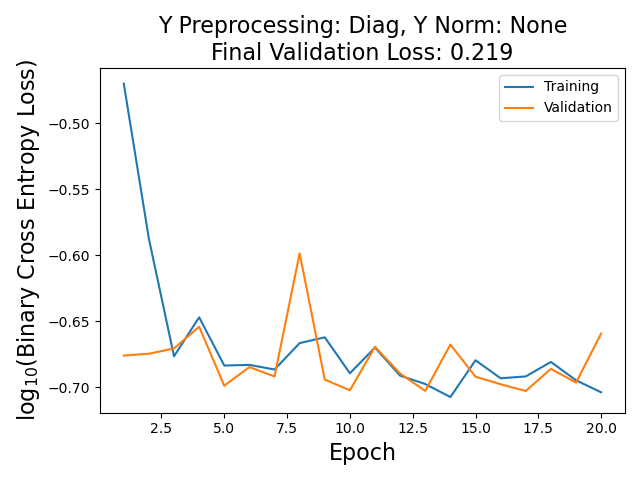 Y Preprocessing: Diag, Y Norm: None
Final Validation Loss: 0.219
Training
Validation
log₁₀(Binary Cross Entropy Loss)
−0.50
−0.55
−0.60
−0.65
−0.70
2.5 5.0 7.5 10.0 12.5 15.0 17.5 20.0
Epoch